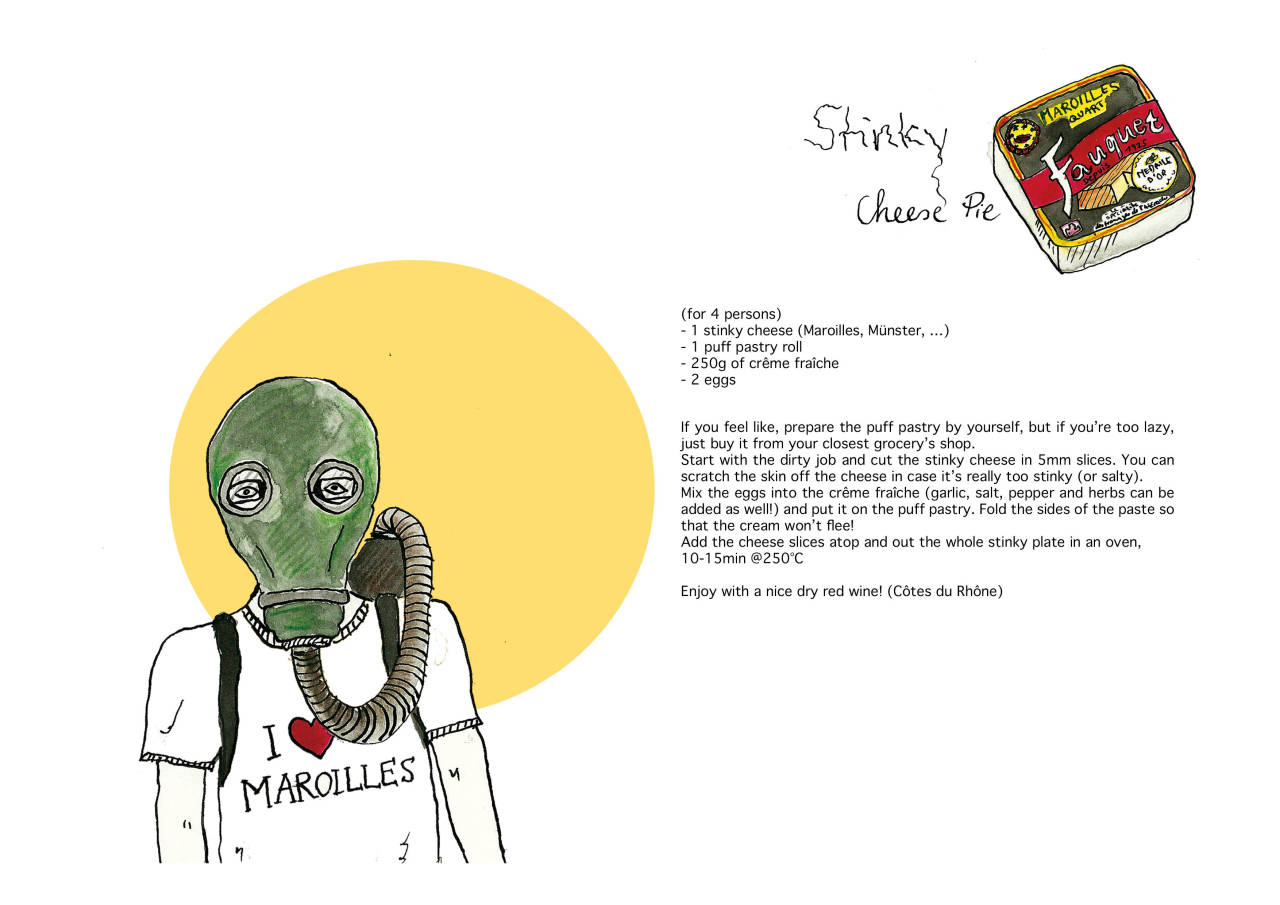 Stinky
Cheese Pie
MAROILLES
QUART
Fauquet
DEPUIS 1925
MEDAILLE
D'OR
(for 4 persons)
- 1 stinky cheese (Maroilles, Münster, ...)
- 1 puff pastry roll
- 250g of crême fraîche
- 2 eggs
If you feel like, prepare the puff pastry by yourself, but if you're too lazy,
just buy it from your closest grocery's shop.
Start with the dirty job and cut the stinky cheese in 5mm slices. You can
scratch the skin off the cheese in case it's really too stinky (or salty).
Mix the eggs into the crême fraîche (garlic, salt, pepper and herbs can be
added as well!) and put it on the puff pastry. Fold the sides of the paste so
that the cream won't flee!
Add the cheese slices atop and out the whole stinky plate in an oven,
10-15min @250°C
Enjoy with a nice dry red wine! (Côtes du Rhône)
I
MAROILLES